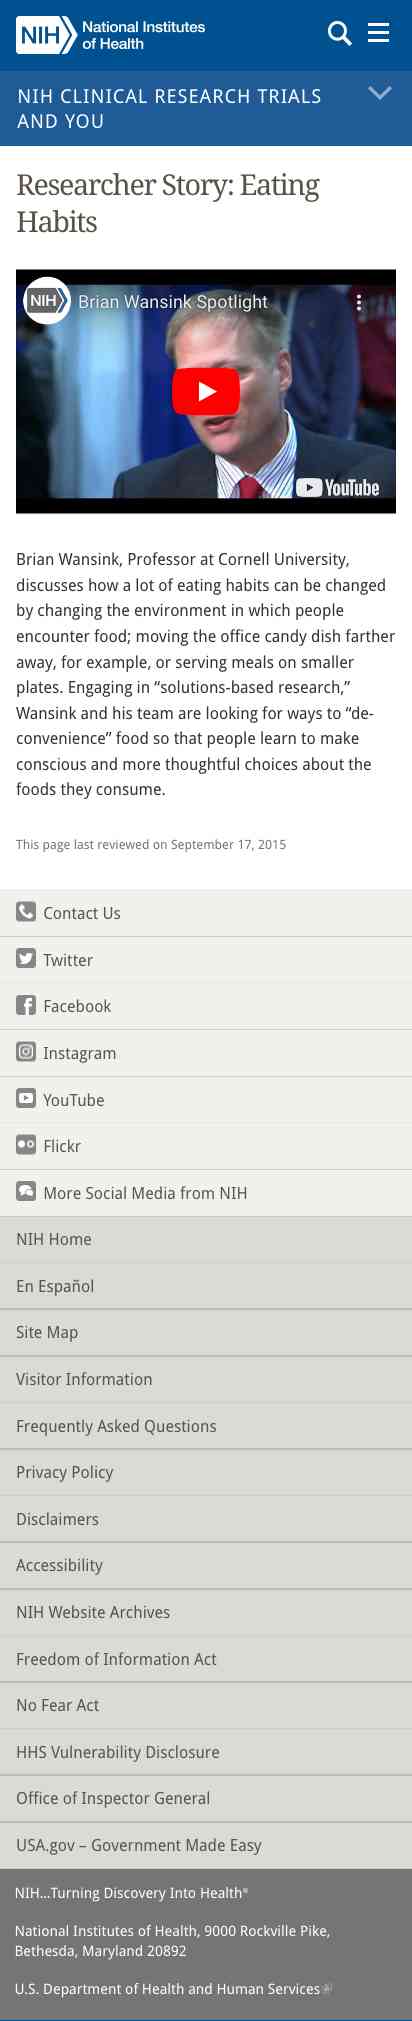 NIH National Institutes
of Health
NIH CLINICAL RESEARCH TRIALS
AND YOU
Researcher Story: Eating
Habits
NIH Brian Wansink Spotlight
YouTube
Brian Wansink, Professor at Cornell University,
discusses how a lot of eating habits can be changed
by changing the environment in which people
encounter food; moving the office candy dish farther
away, for example, or serving meals on smaller
plates. Engaging in “solutions-based research,”
Wansink and his team are looking for ways to “de-
convenience” food so that people learn to make
conscious and more thoughtful choices about the
foods they consume.
This page last reviewed on September 17, 2015
Contact Us
Twitter
Facebook
Instagram
YouTube
Flickr
More Social Media from NIH
NIH Home
En Español
Site Map
Visitor Information
Frequently Asked Questions
Privacy Policy
Disclaimers
Accessibility
NIH Website Archives
Freedom of Information Act
No Fear Act
HHS Vulnerability Disclosure
Office of Inspector General
USA.gov – Government Made Easy
NIH…Turning Discovery Into Health®
National Institutes of Health, 9000 Rockville Pike,
Bethesda, Maryland 20892
U.S. Department of Health and Human Services